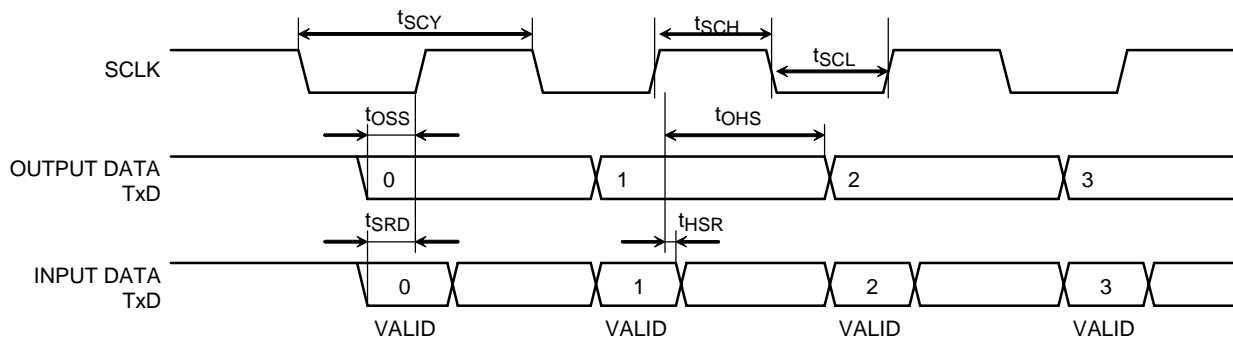 tSCY
tSCH
SCLK
tSCL
tOSS
tOHS
OUTPUT DATA
TxD
0
1
2
3
tSRD
tHSR
INPUT DATA
TxD
0
1
2
3
VALID
VALID
VALID
VALID